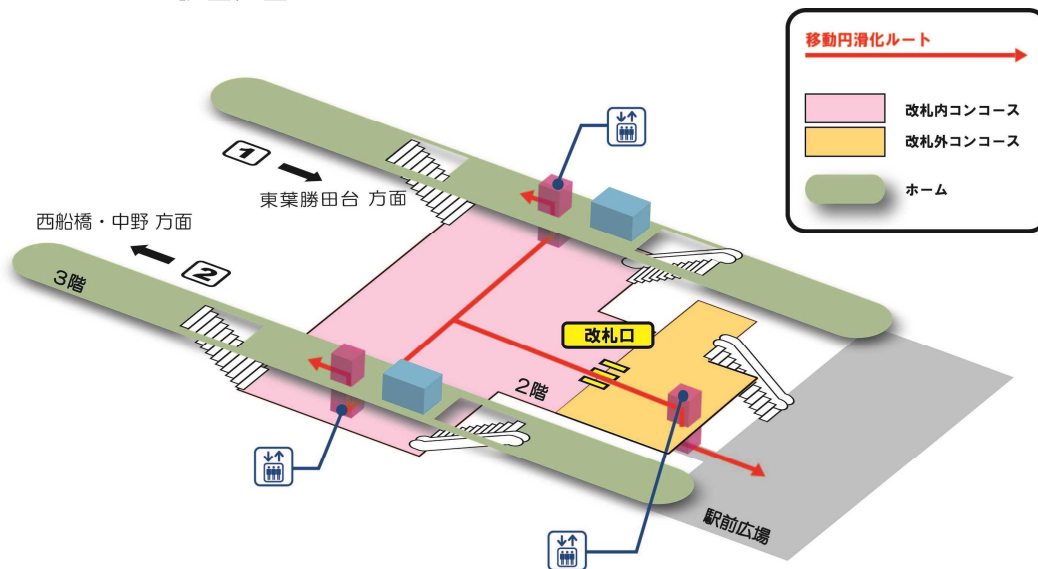 移動円滑化ルート
改札内コンコース
改札外コンコース
ホーム
1
東葉勝田台 方面
西船橋・中野 方面
2
3階
改札口
2階
駅前広場